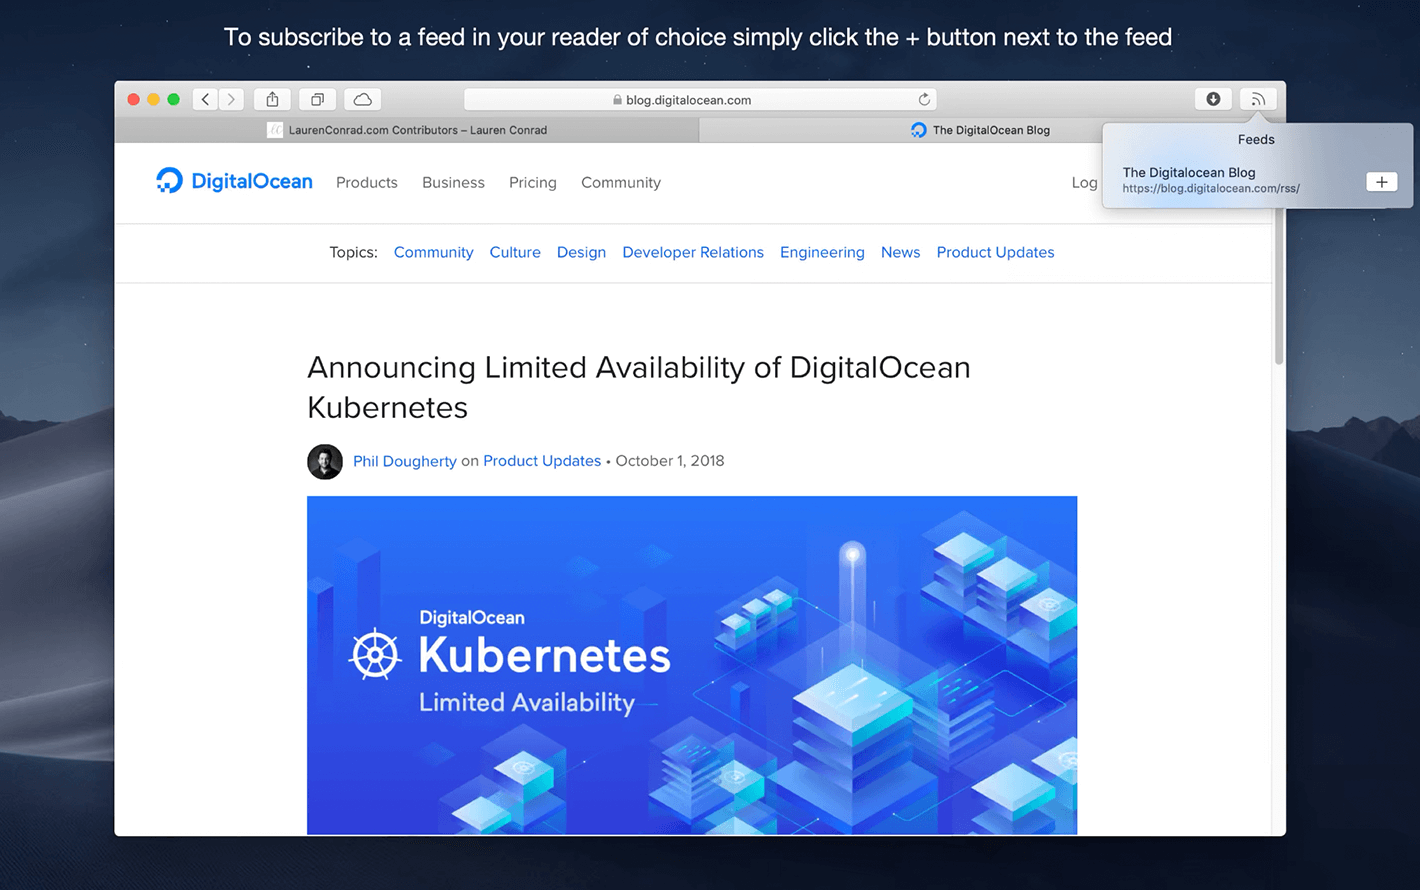 To subscribe to a feed in your reader of choice simply click the + button next to the feed
blog.digitalocean.com
LaurenConrad.com Contributors – Lauren Conrad
The DigitalOcean Blog
Feeds
The Digitalocean Blog
https://blog.digitalocean.com/rss/
DigitalOcean
Products
Business
Pricing
Community
Log
Topics: Community Culture Design Developer Relations Engineering News Product Updates
Announcing Limited Availability of DigitalOcean
Kubernetes
Phil Dougherty on Product Updates • October 1, 2018
DigitalOcean
Kubernetes
Limited Availability